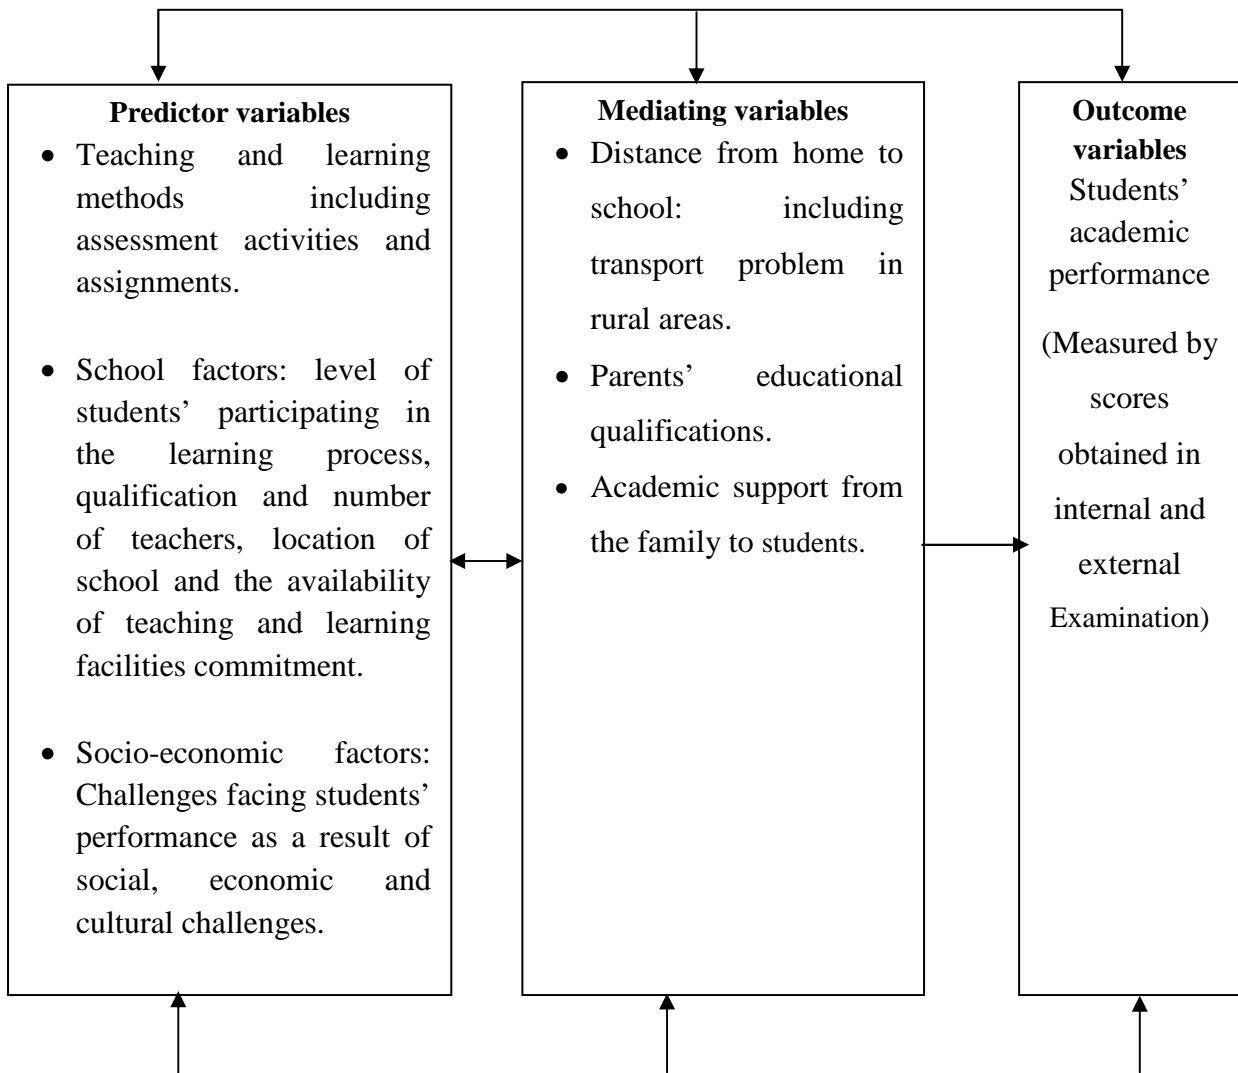 Predictor variables
• Teaching and learning
methods including
assessment activities and
assignments.
• School factors: level of
students’ participating in
the learning process,
qualification and number
of teachers, location of
school and the availability
of teaching and learning
facilities commitment.
• Socio-economic factors:
Challenges facing students’
performance as a result of
social, economic and
cultural challenges.
Mediating variables
• Distance from home to
school: including
transport problem in
rural areas.
• Parents’ educational
qualifications.
• Academic support from
the family to students.
Outcome
variables
Students’
academic
performance
(Measured by
scores
obtained in
internal and
external
Examination)